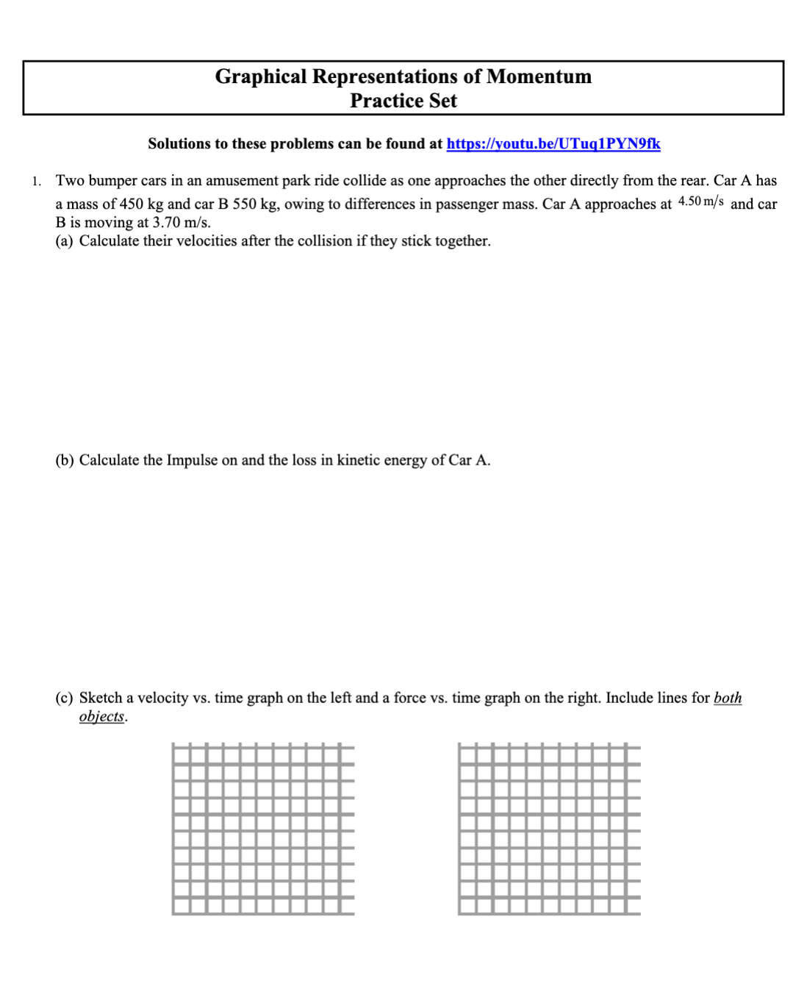 Graphical Representations of Momentum
Practice Set
Solutions to these problems can be found at https://youtu.be/UTuq1PYN9fk
1. Two bumper cars in an amusement park ride collide as one approaches the other directly from the rear. Car A has
a mass of 450 kg and car B 550 kg, owing to differences in passenger mass. Car A approaches at 4.50 m/s and car
B is moving at 3.70 m/s.
(a) Calculate their velocities after the collision if they stick together.
(b) Calculate the Impulse on and the loss in kinetic energy of Car A.
(c) Sketch a velocity vs. time graph on the left and a force vs. time graph on the right. Include lines for both
objects.